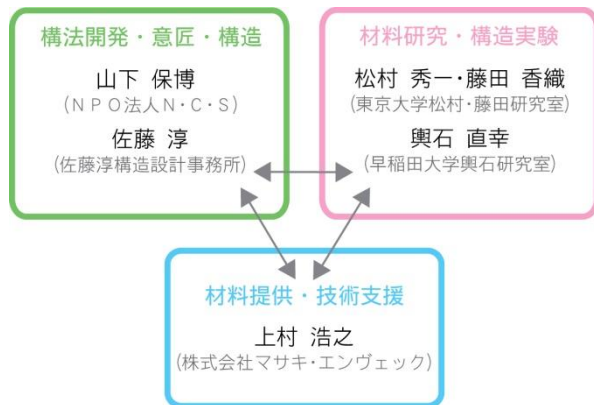 構法開発・意匠・構造
山下 保博
(NPO法人N・C・S)
佐藤 淳
(佐藤淳構造設計事務所)
材料研究・構造実験
松村 秀一・藤田 香織
(東京大学松村・藤田研究室)
輿石 直幸
(早稲田大学輿石研究室)
材料提供・技術支援
上村 浩之
(株式会社マサキ・エンヴェック)